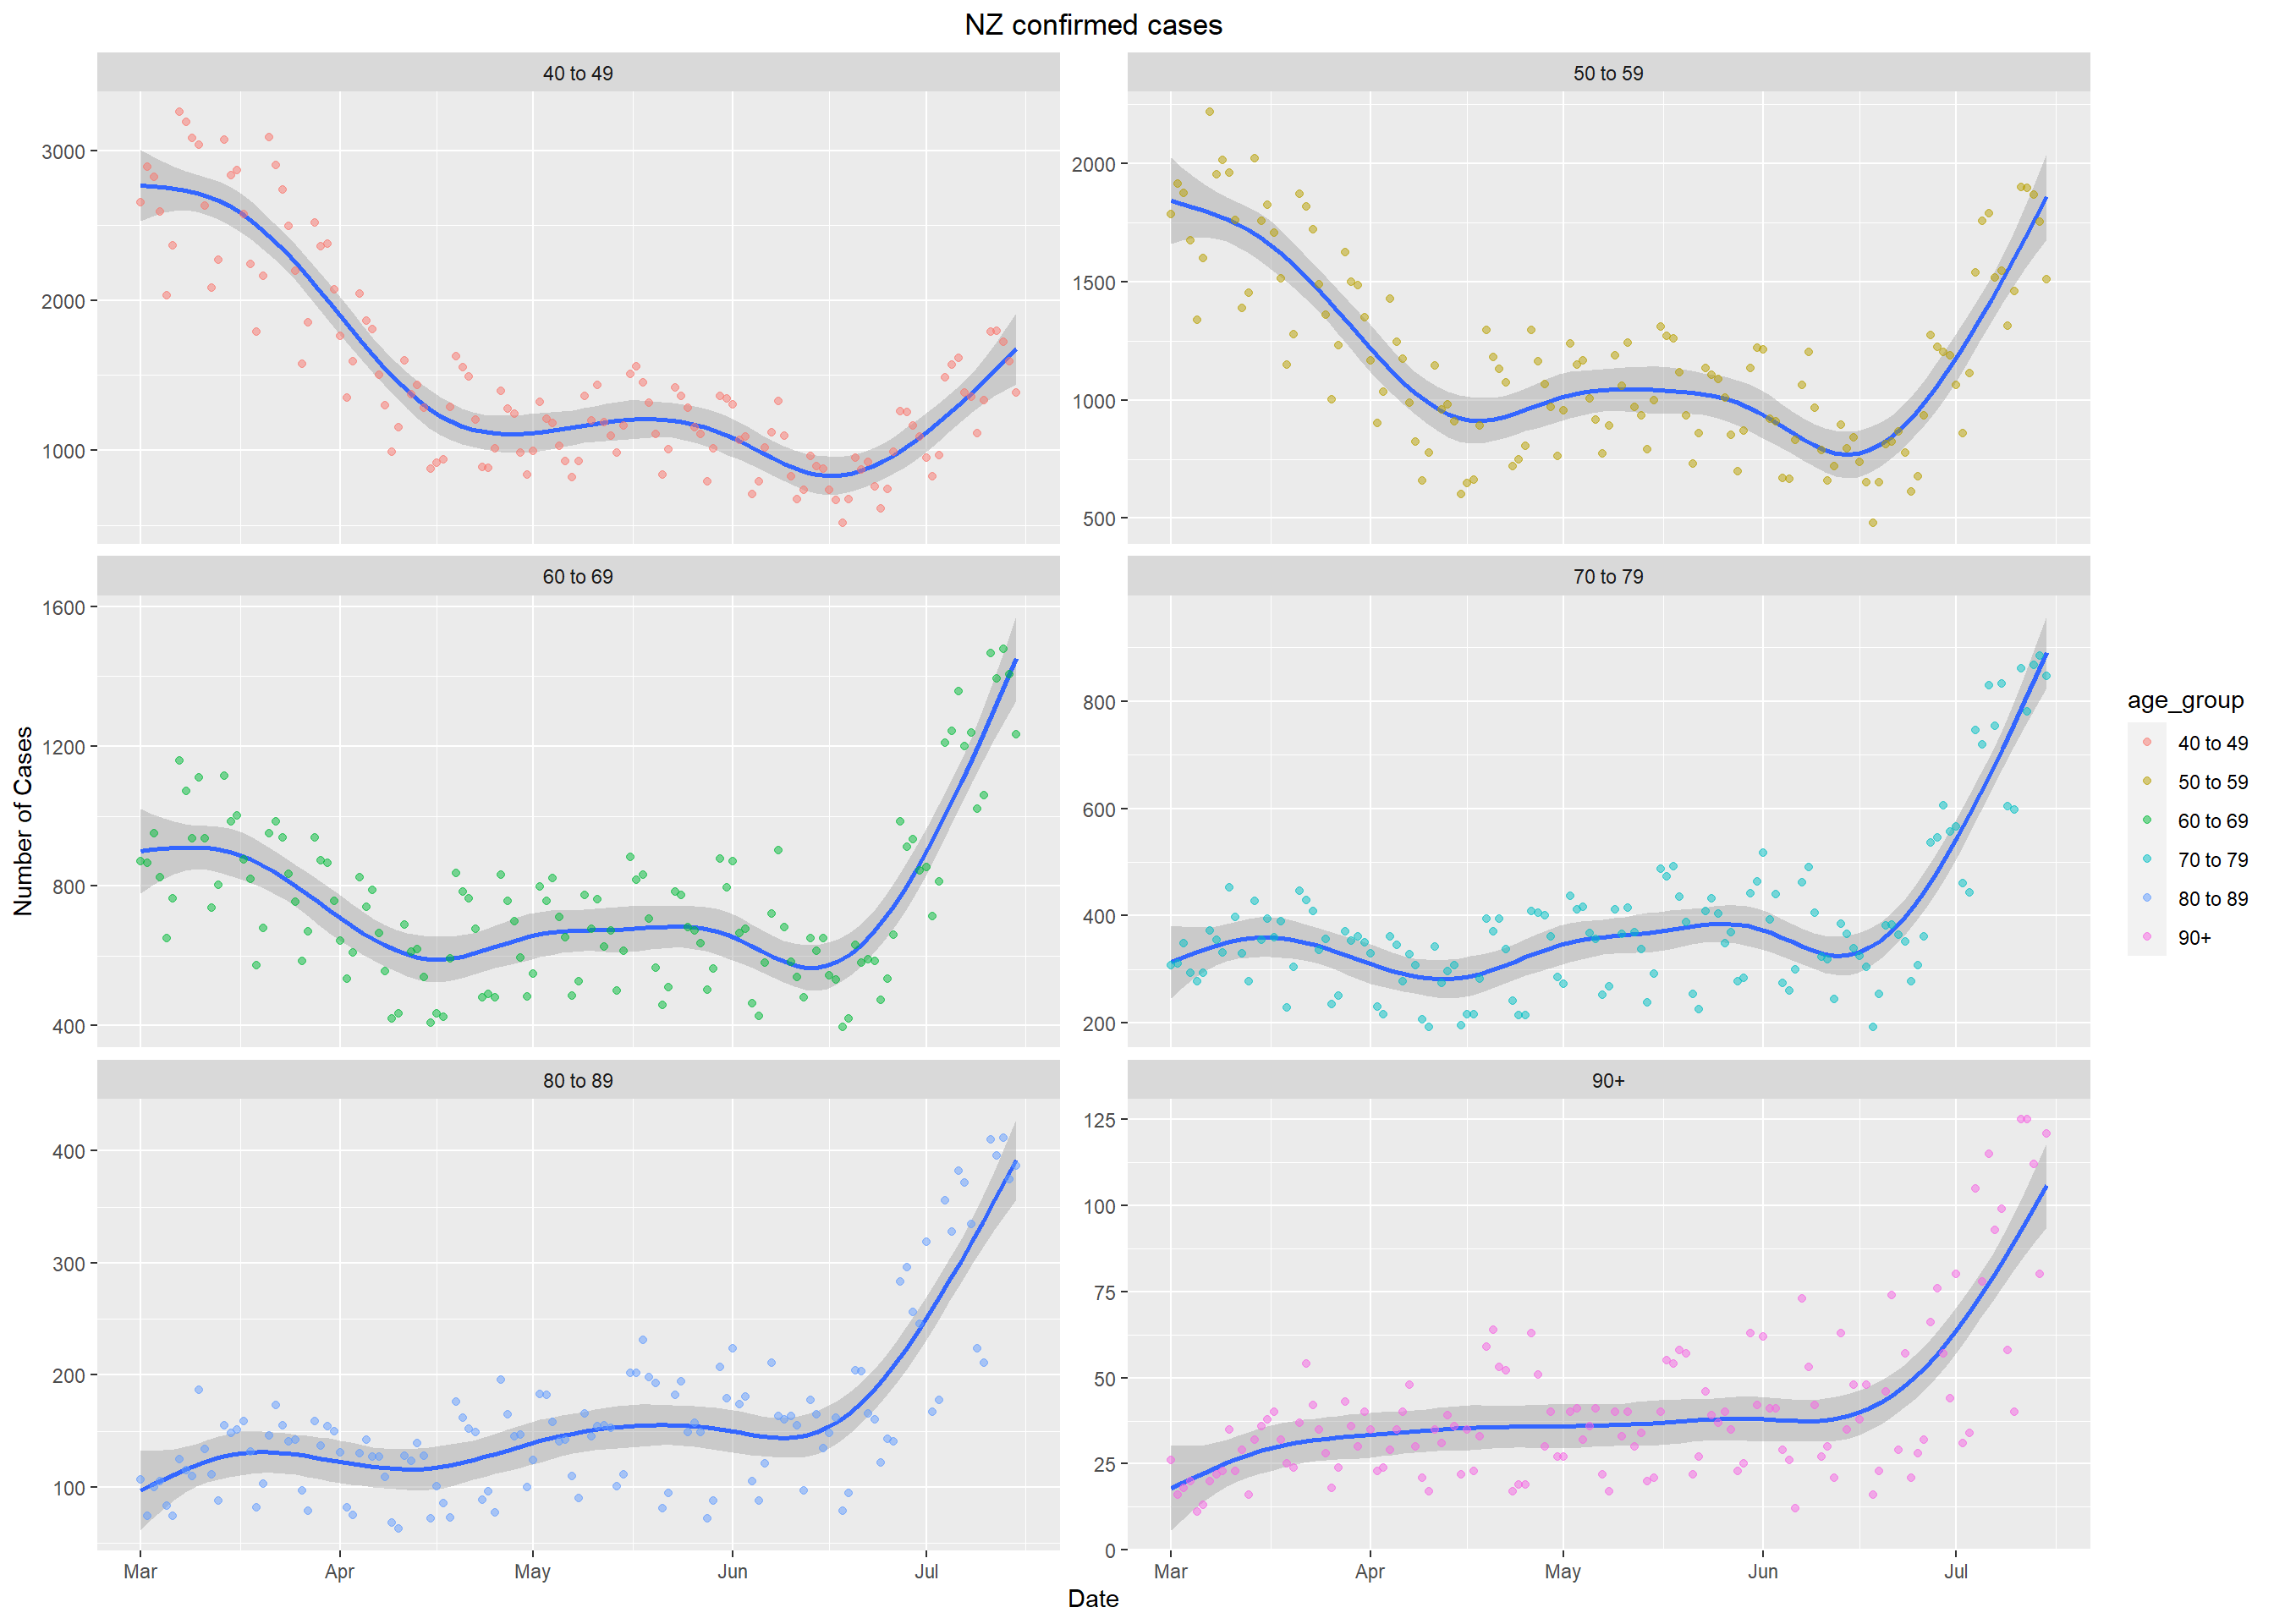 NZ confirmed cases
40 to 49
50 to 59
3000
2000
1000
2000
1500
1000
500
60 to 69
70 to 79
1600
1200
800
400
800
600
400
200
80 to 89
90+
400
300
200
100
125
100
75
50
25
0
Mar
Apr
May
Jun
Jul
Mar
Apr
May
Jun
Jul
Date
Number of Cases
age_group
40 to 49
50 to 59
60 to 69
70 to 79
80 to 89
90+